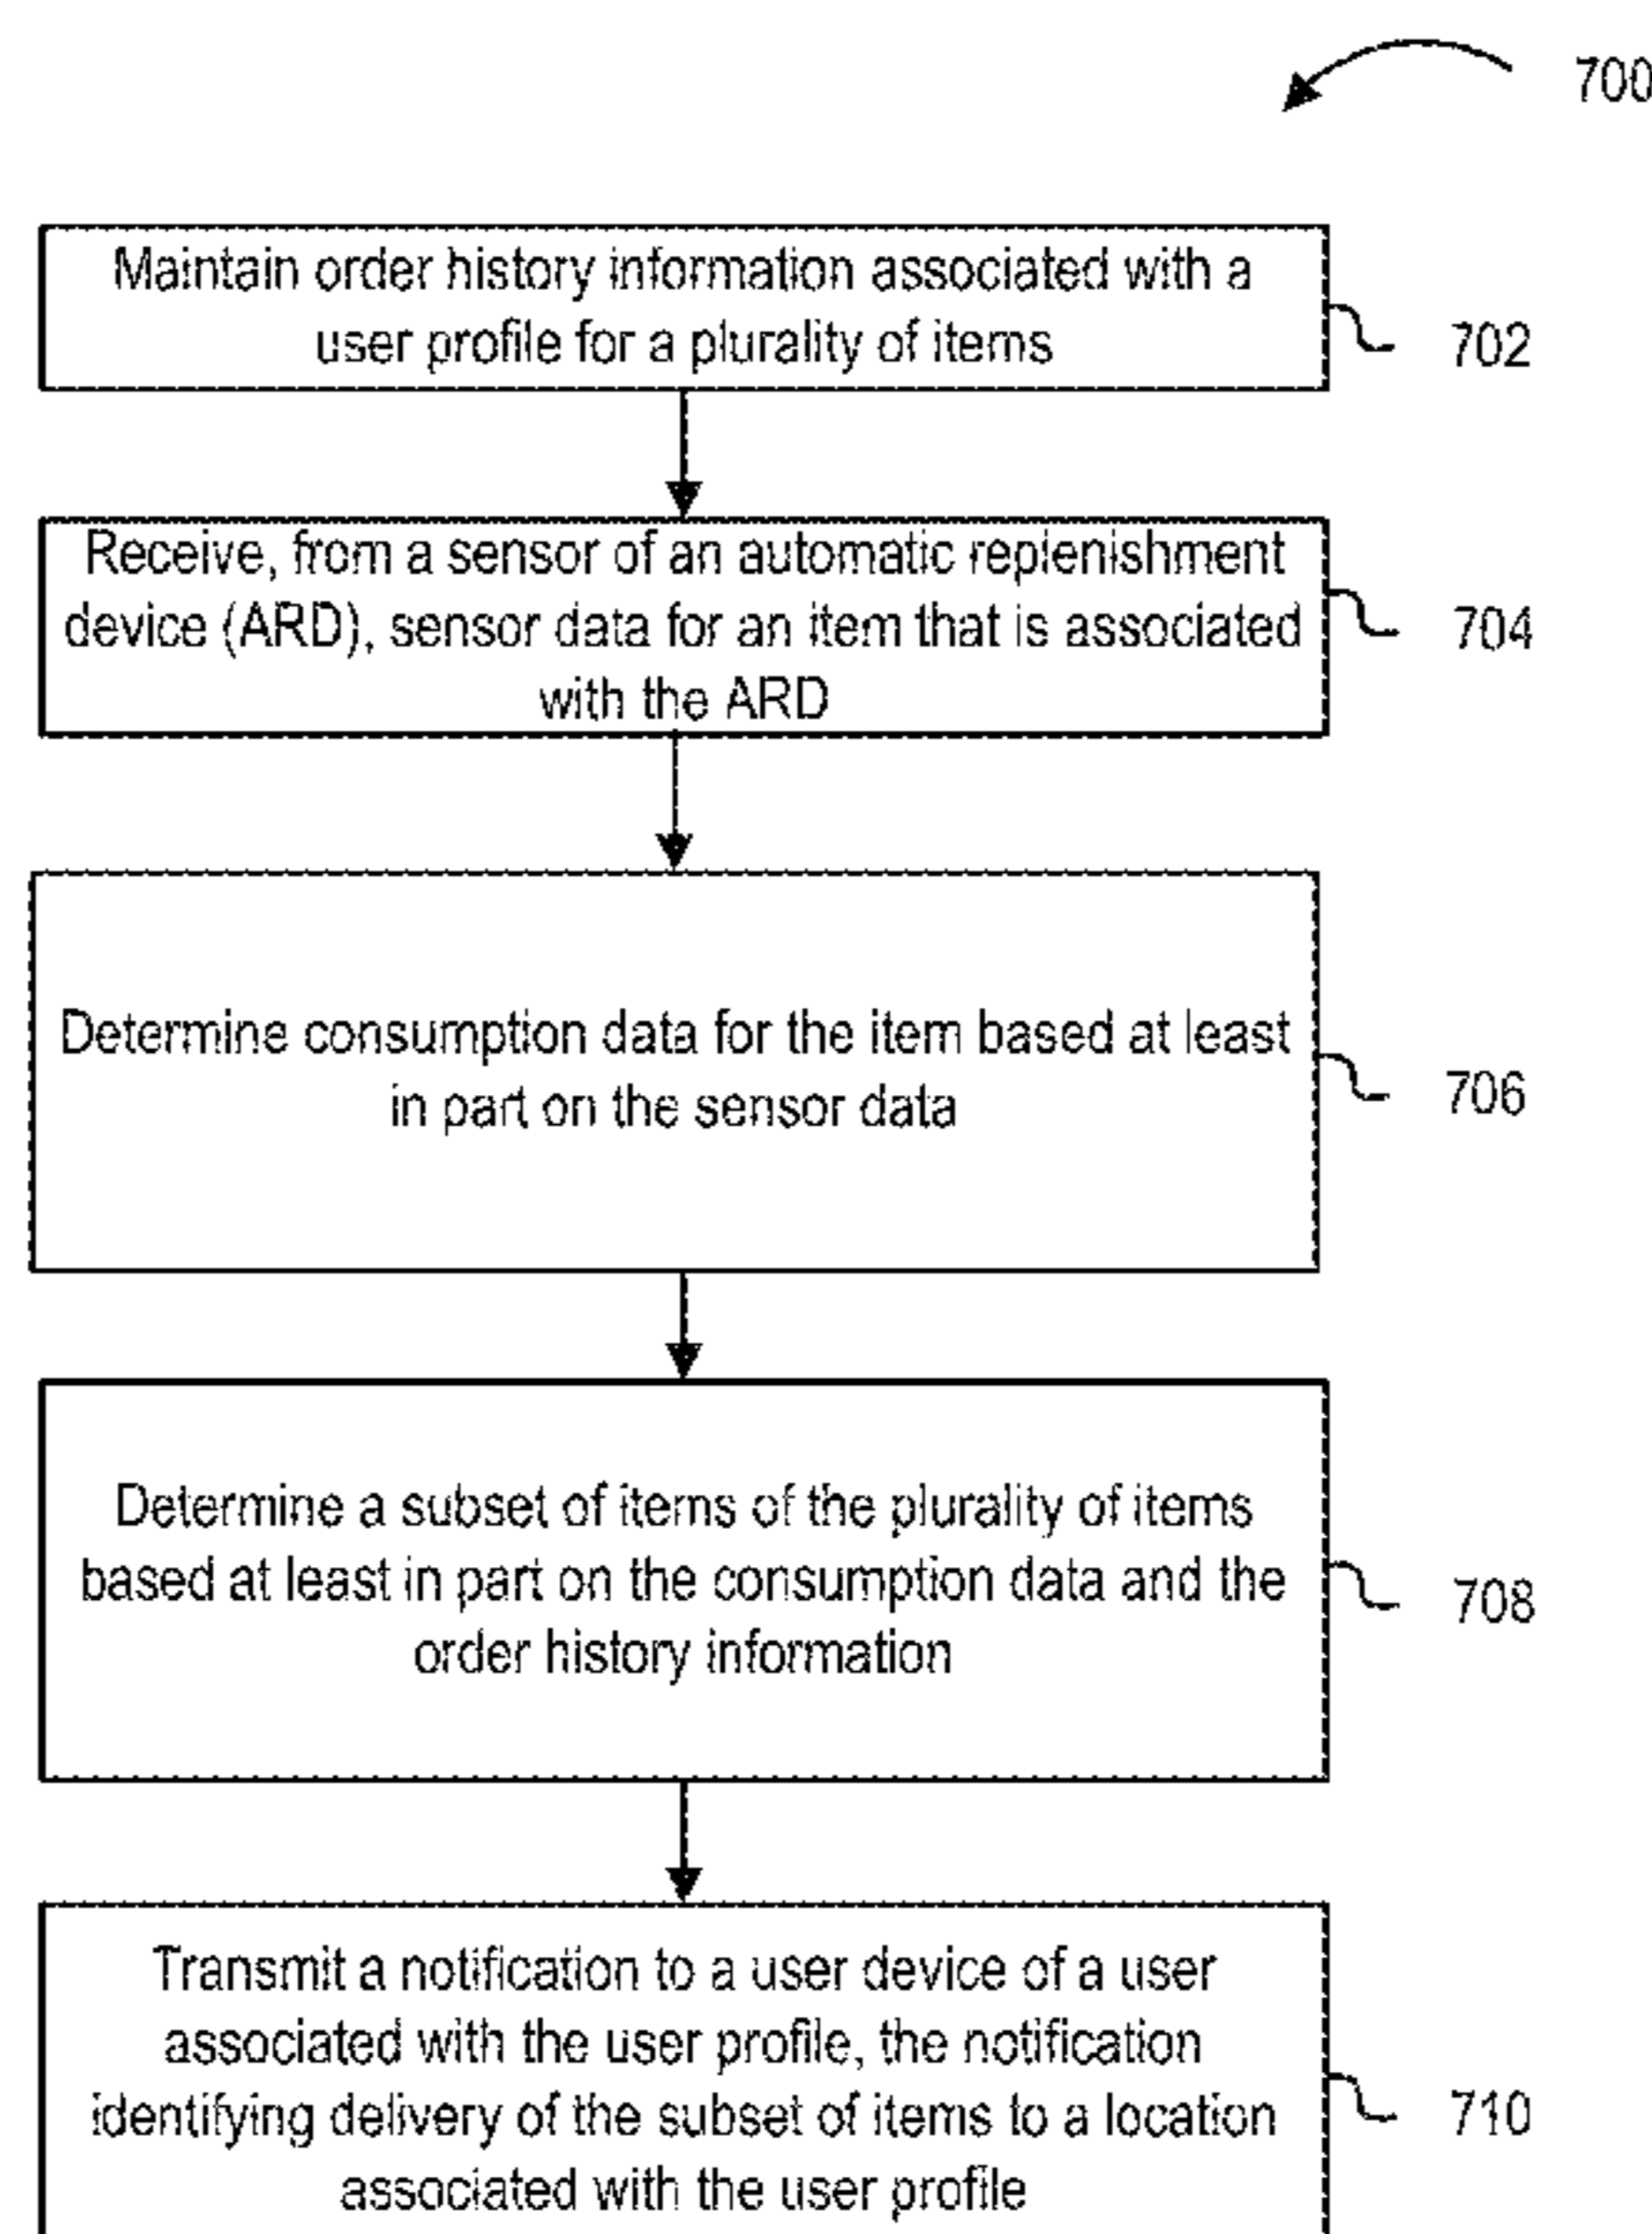 700
Maintain order history information associated with a
user profile for a plurality of items
702
Receive, from a sensor of an automatic replenishment
device (ARD), sensor data for an item that is associated
with the ARD
704
Determine consumption data for the item based at least
in part on the sensor data
706
Determine a subset of items of the plurality of items
based at least in part on the consumption data and the
order history information
708
Transmit a notification to a user device of a user
associated with the user profile, the notification
identifying delivery of the subset of items to a location
associated with the user profile
710